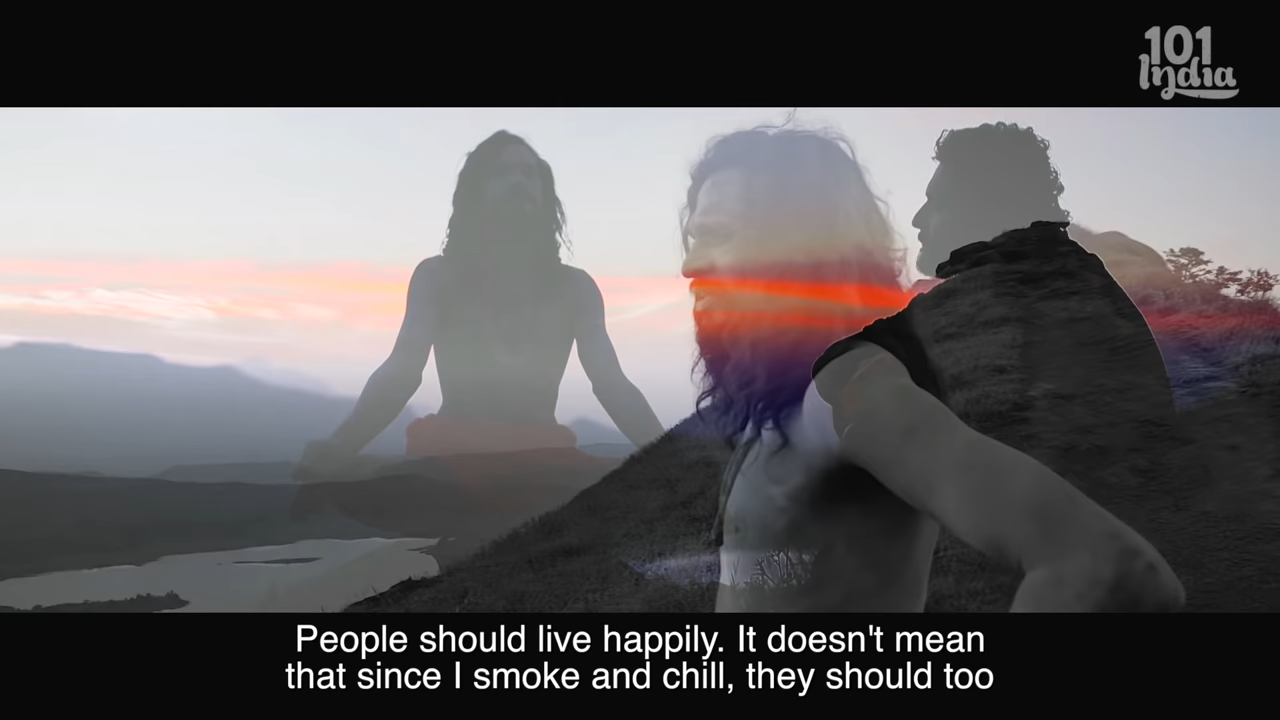 101
India
People should live happily. It doesn't mean
that since I smoke and chill, they should too